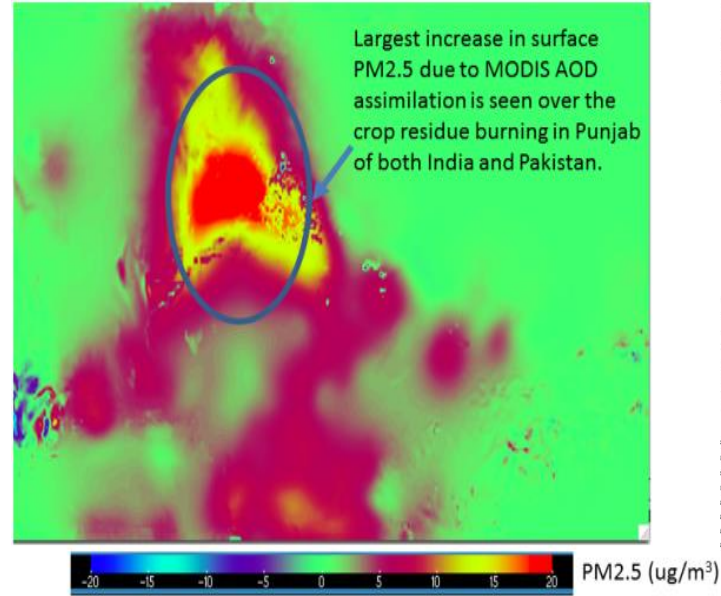 Largest increase in surface
PM2.5 due to MODIS AOD
assimilation is seen over the
crop residue burning in Punjab
of both India and Pakistan.
-20 -15 -10 -5 0 5 10 15 20
PM2.5 (ug/m³)